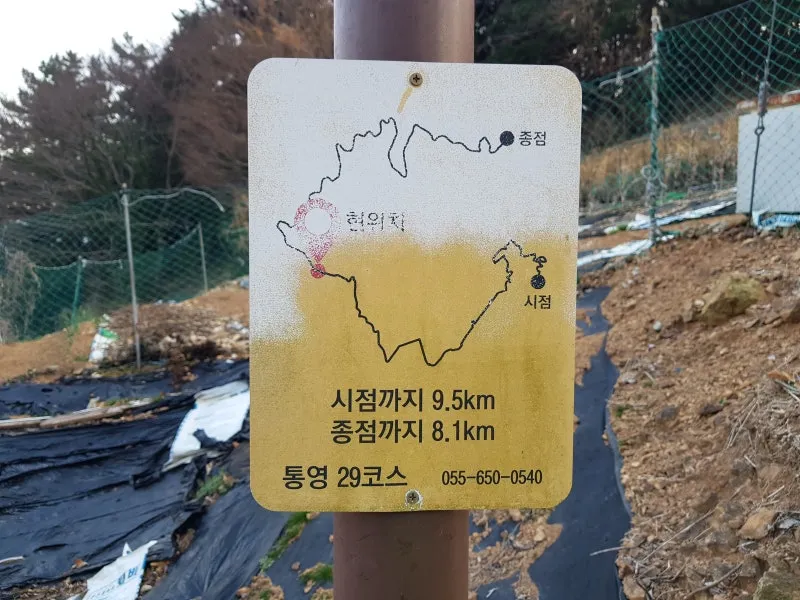 종점
현위치
시점
시점까지 9.5km
종점까지 8.1km
통영 29코스 055-650-0540